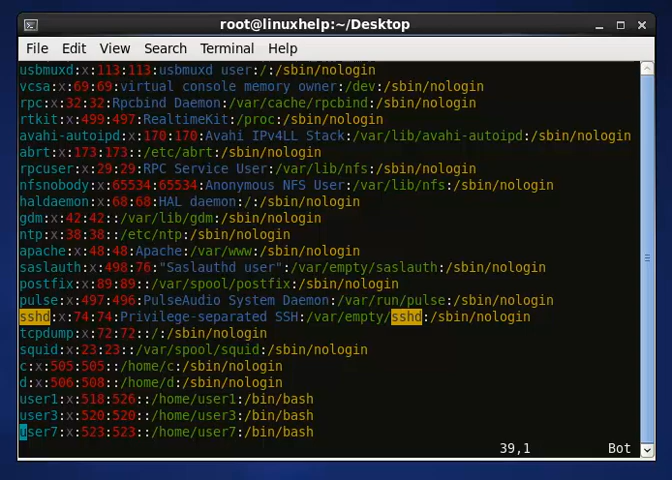 root@linuxhelp:~/Desktop
File Edit View Search Terminal Help
usbmuxd:x:113:113:usbmuxd user:/:/sbin/nologin
vcsa:x:69:69:virtual console memory owner:/dev:/sbin/nologin
rpc:x:32:32:Rpcbind Daemon:/var/cache/rpcbind:/sbin/nologin
rtkit:x:499:497:RealtimeKit:/proc:/sbin/nologin
avahi-autoipd:x:170:170:Avahi IPv4LL Stack:/var/lib/avahi-autoipd:/sbin/nologin
abrt:x:173:173::/etc/abrt:/sbin/nologin
rpcuser:x:29:29:RPC Service User:/var/lib/nfs:/sbin/nologin
nfsnobody:x:65534:65534:Anonymous NFS User:/var/lib/nfs:/sbin/nologin
haldaemon:x:68:68:HAL daemon:/:/sbin/nologin
gdm:x:42:42::/var/lib/gdm:/sbin/nologin
ntp:x:38:38::/etc/ntp:/sbin/nologin
apache:x:48:48:Apache:/var/www:/sbin/nologin
saslauth:x:498:76:"Saslauthd user":/var/empty/saslauth:/sbin/nologin
postfix:x:89:89::/var/spool/postfix:/sbin/nologin
pulse:x:497:496:PulseAudio System Daemon:/var/run/pulse:/sbin/nologin
sshd:x:74:74:Privilege-separated SSH:/var/empty/sshd:/sbin/nologin
tcpdump:x:72:72::/:/sbin/nologin
squid:x:23:23::/var/spool/squid:/sbin/nologin
c:x:505:505::/home/c:/sbin/nologin
d:x:506:508::/home/d:/sbin/nologin
user1:x:518:526::/home/user1:/bin/bash
user3:x:520:520::/home/user3:/bin/bash
user7:x:523:523::/home/user7:/bin/bash
39,1 Bot